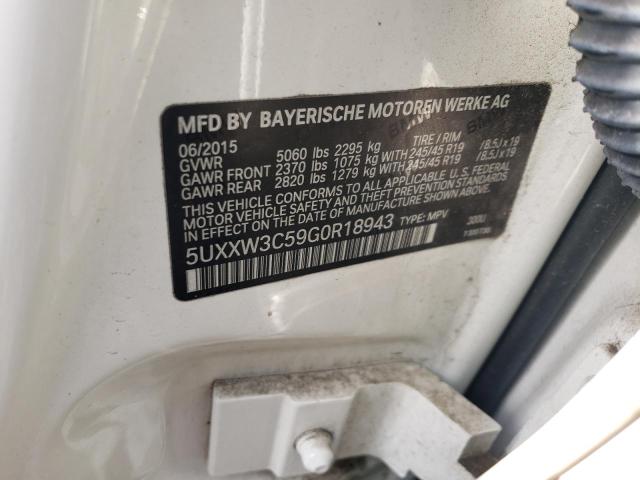 MFD BY BAYERISCHE MOTOREN WERKE AG
06/2015 TIRE / RIM
GVWR 5060 lbs 2295 kg
GAWR FRONT 2370 lbs 1075 kg WITH 245/45 R19 / 8.5J x 19
GAWR REAR 2820 lbs 1279 kg WITH 245/45 R19 / 8.5J x 19
THIS VEHICLE CONFORMS TO ALL APPLICABLE U.S. FEDERAL
MOTOR VEHICLE SAFETY AND THEFT PREVENTION STANDARDS
IN EFFECT ON THE DATE OF MANUFACTURE SHOWN ABOVE.
5UXXW3C59G0R18943 TYPE: MPV 300U